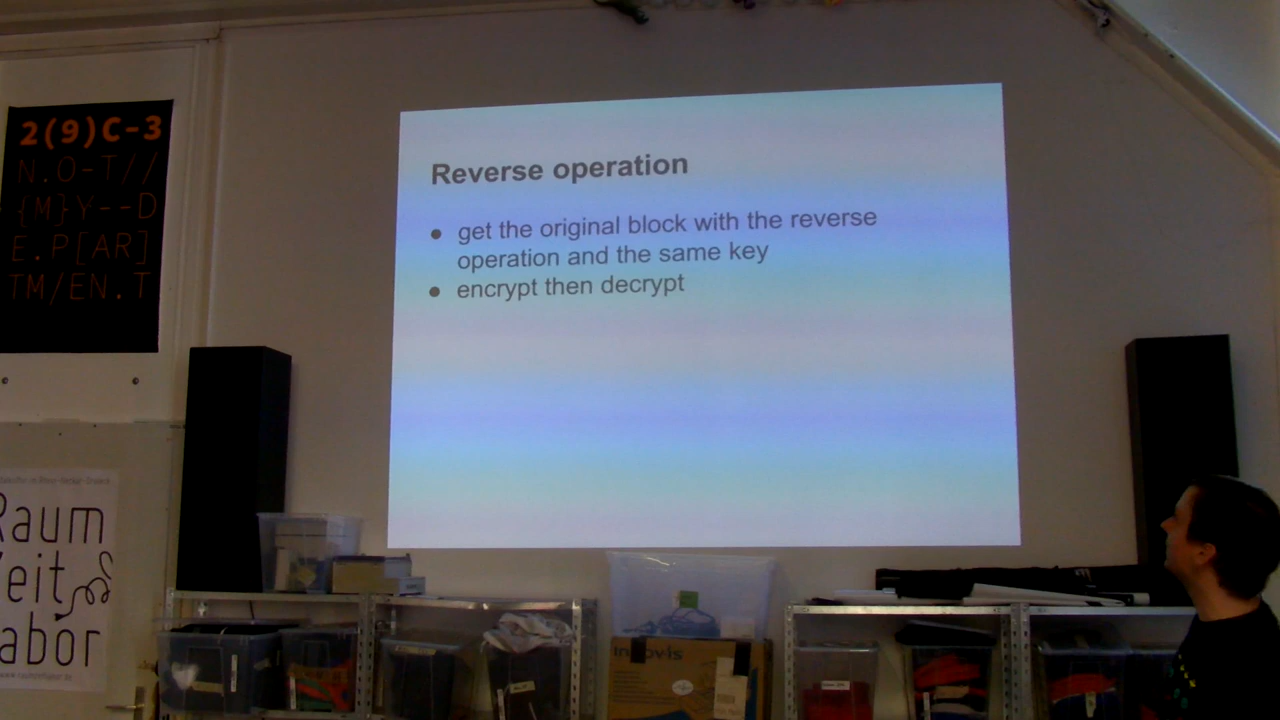 2(9)C-3
N.O-T//
{M}Y--D
E.P[AR]
TM/EN.T
Reverse operation
● get the original block with the reverse
operation and the same key
● encrypt then decrypt
Raum
Zeit
Labor